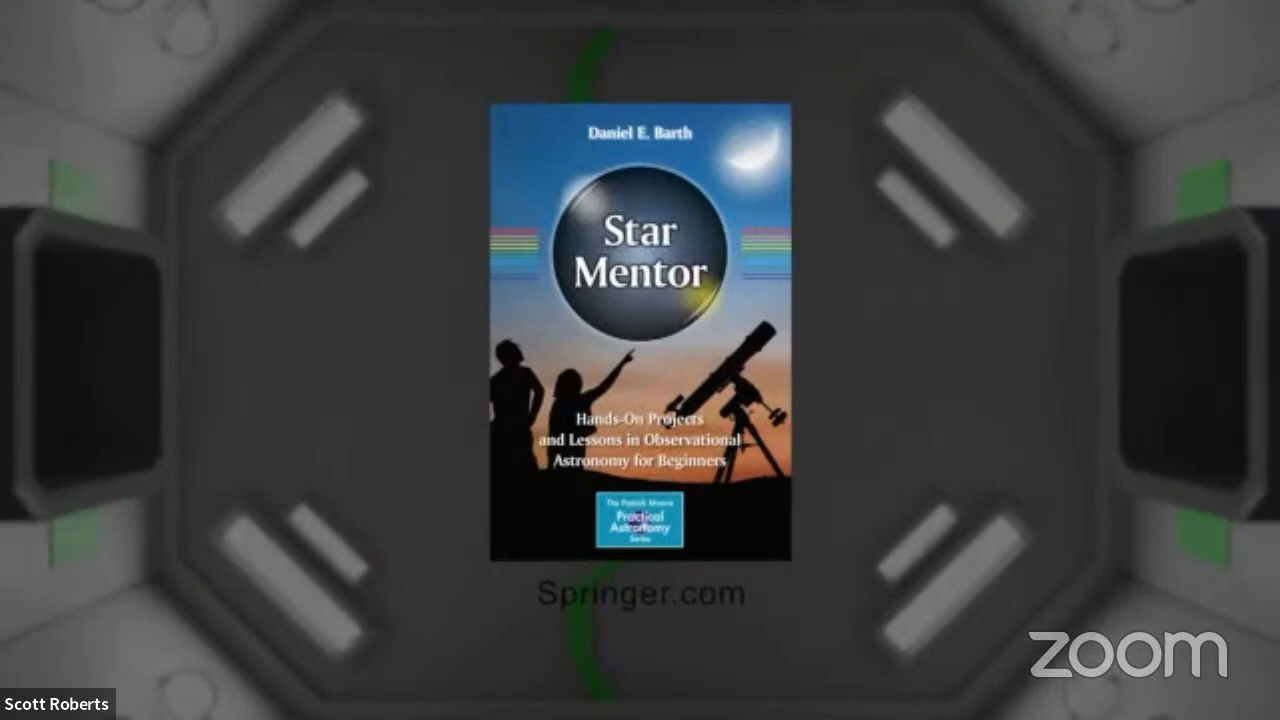 Daniel E. Barth
Star
Mentor
Hands-On Projects
and Lessons in Observational
Astronomy for Beginners
The Patrick Moore
Practical
Astronomy
Series
Springer.com
zoom
Scott Roberts